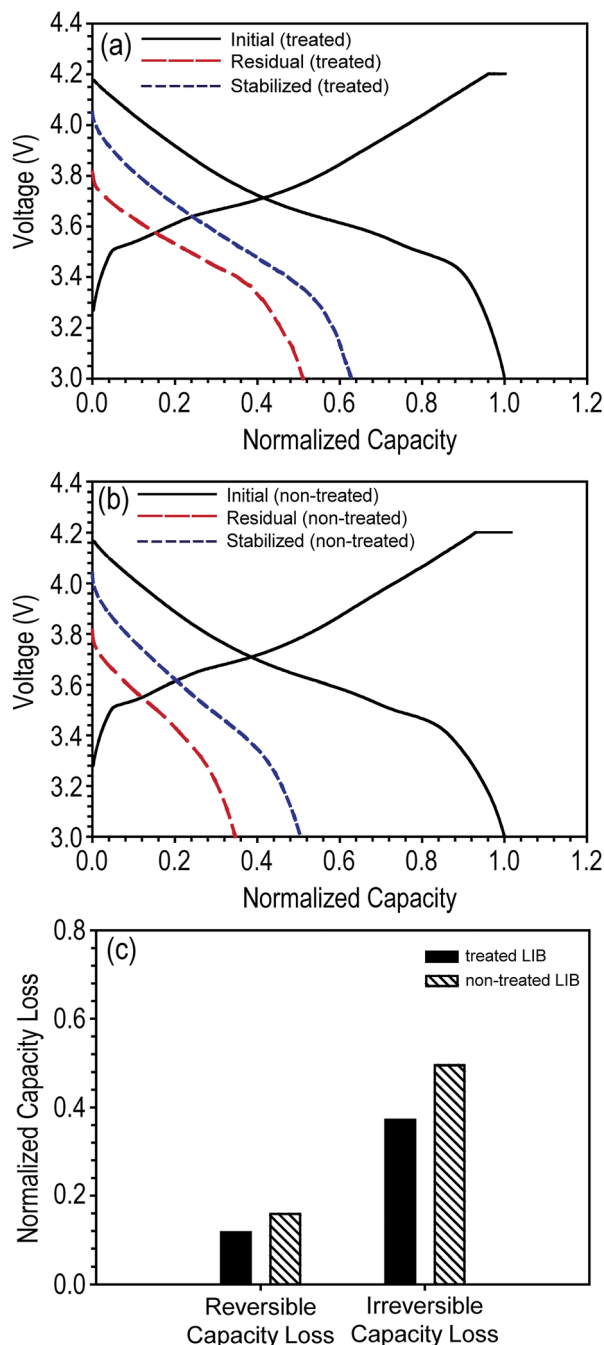 (a)
Initial (treated)
Residual (treated)
Stabilized (treated)
4.4
4.2
4.0
3.8
3.6
3.4
3.2
3.0
Voltage (V)
0.0 0.2 0.4 0.6 0.8 1.0 1.2
Normalized Capacity
(b)
Initial (non-treated)
Residual (non-treated)
Stabilized (non-treated)
4.4
4.2
4.0
3.8
3.6
3.4
3.2
3.0
Voltage (V)
0.0 0.2 0.4 0.6 0.8 1.0 1.2
Normalized Capacity
(c)
treated LIB
non-treated LIB
0.8
0.6
0.4
0.2
0.0
Normalized Capacity Loss
Reversible
Capacity Loss
Irreversible
Capacity Loss